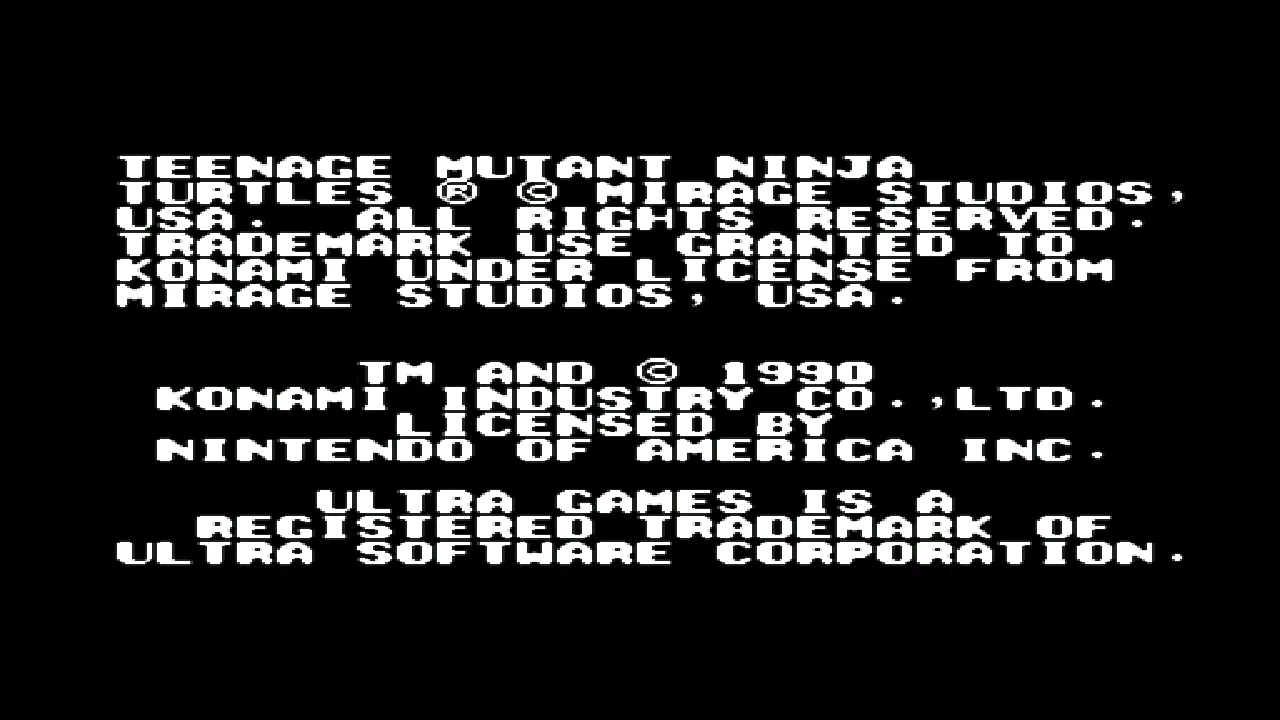 TEENAGE MUTANT NINJA
TURTLES ® © MIRAGE STUDIOS,
USA. ALL RIGHTS RESERVED.
TRADEMARK USE GRANTED TO
KONAMI UNDER LICENSE FROM
MIRAGE STUDIOS, USA.
TM AND © 1990
KONAMI INDUSTRY CO.,LTD.
LICENSED BY
NINTENDO OF AMERICA INC.
ULTRA GAMES IS A
REGISTERED TRADEMARK OF
ULTRA SOFTWARE CORPORATION.